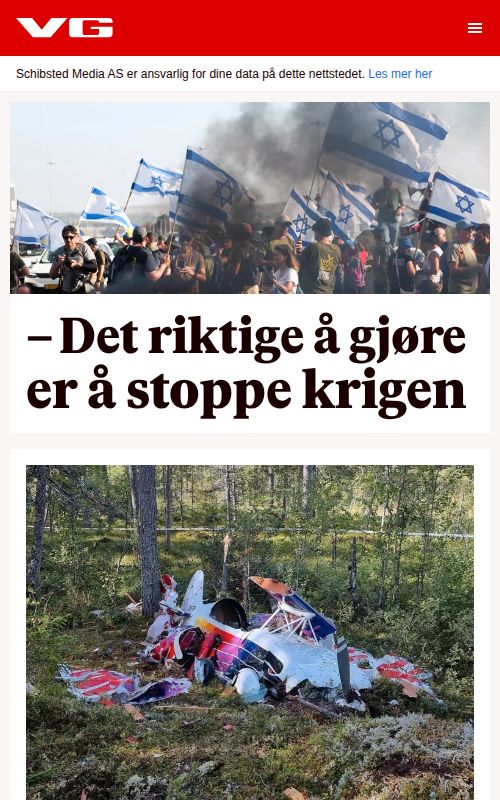 VG
Schibsted Media AS er ansvarlig for dine data på dette nettstedet. Les mer her
– Det riktige å gjøre
er å stoppe krigen